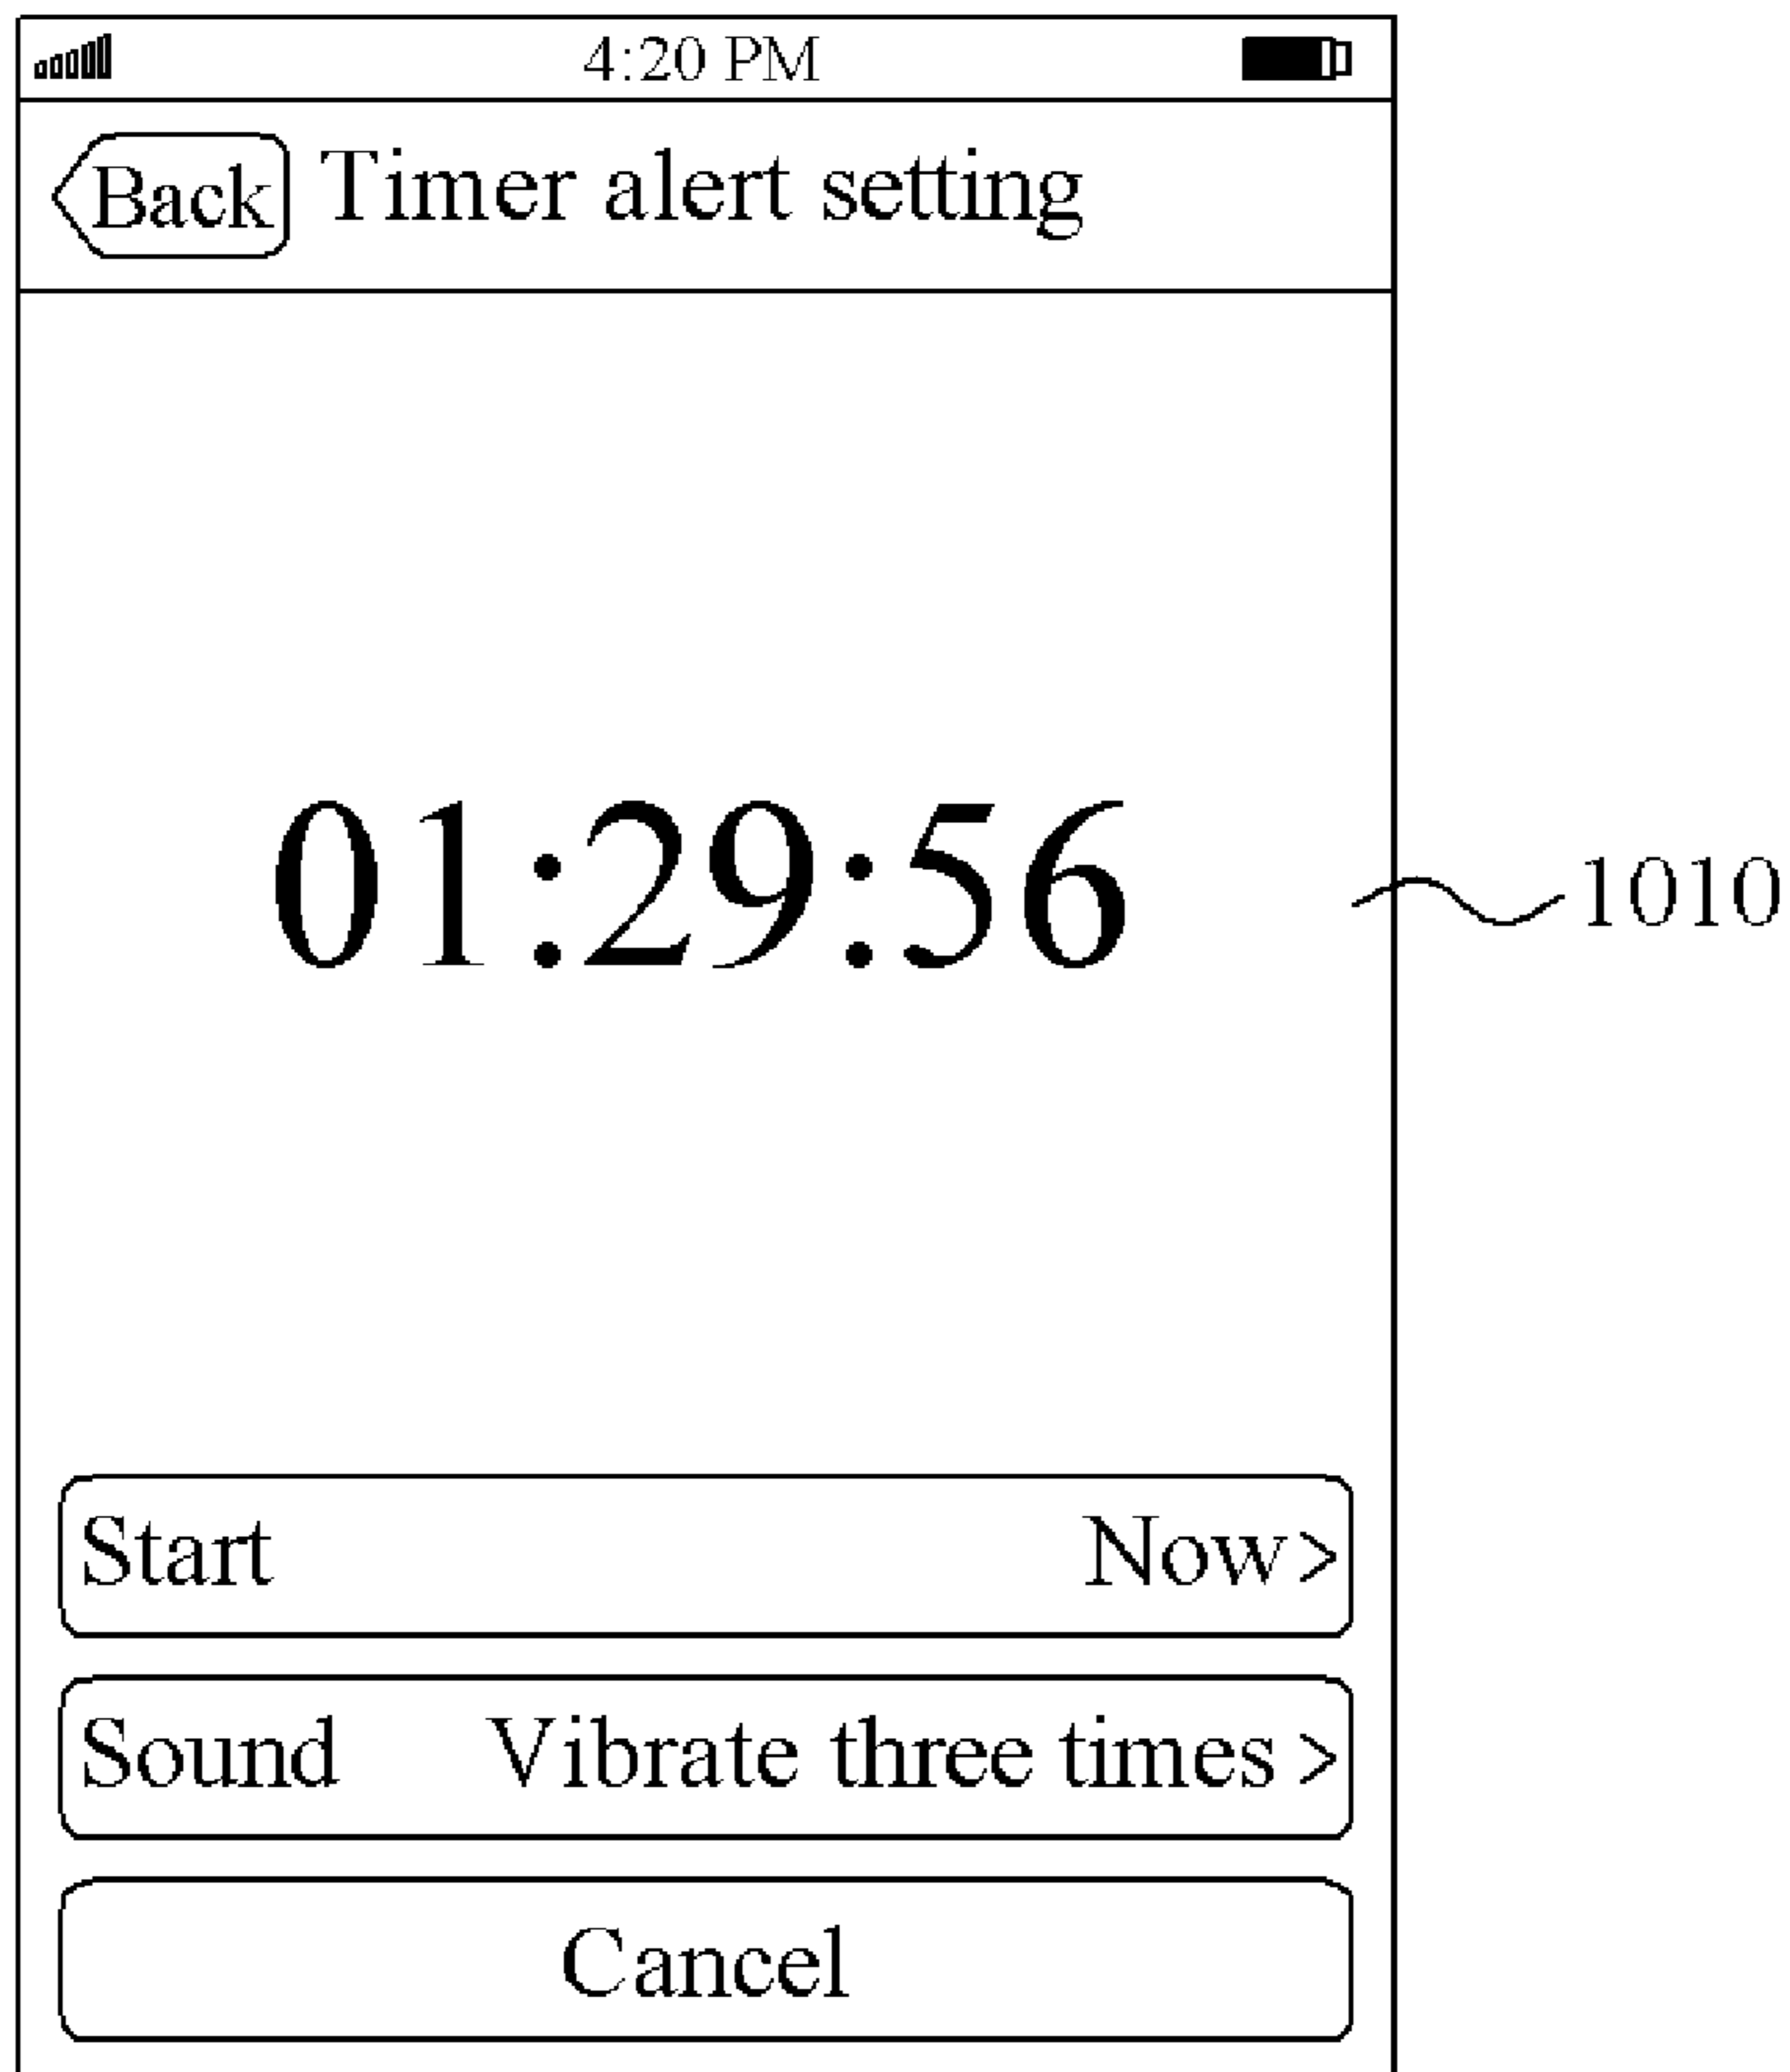 4:20 PM
Back Timer alert setting
01:29:56
1010
Start Now>
Sound Vibrate three times >
Cancel